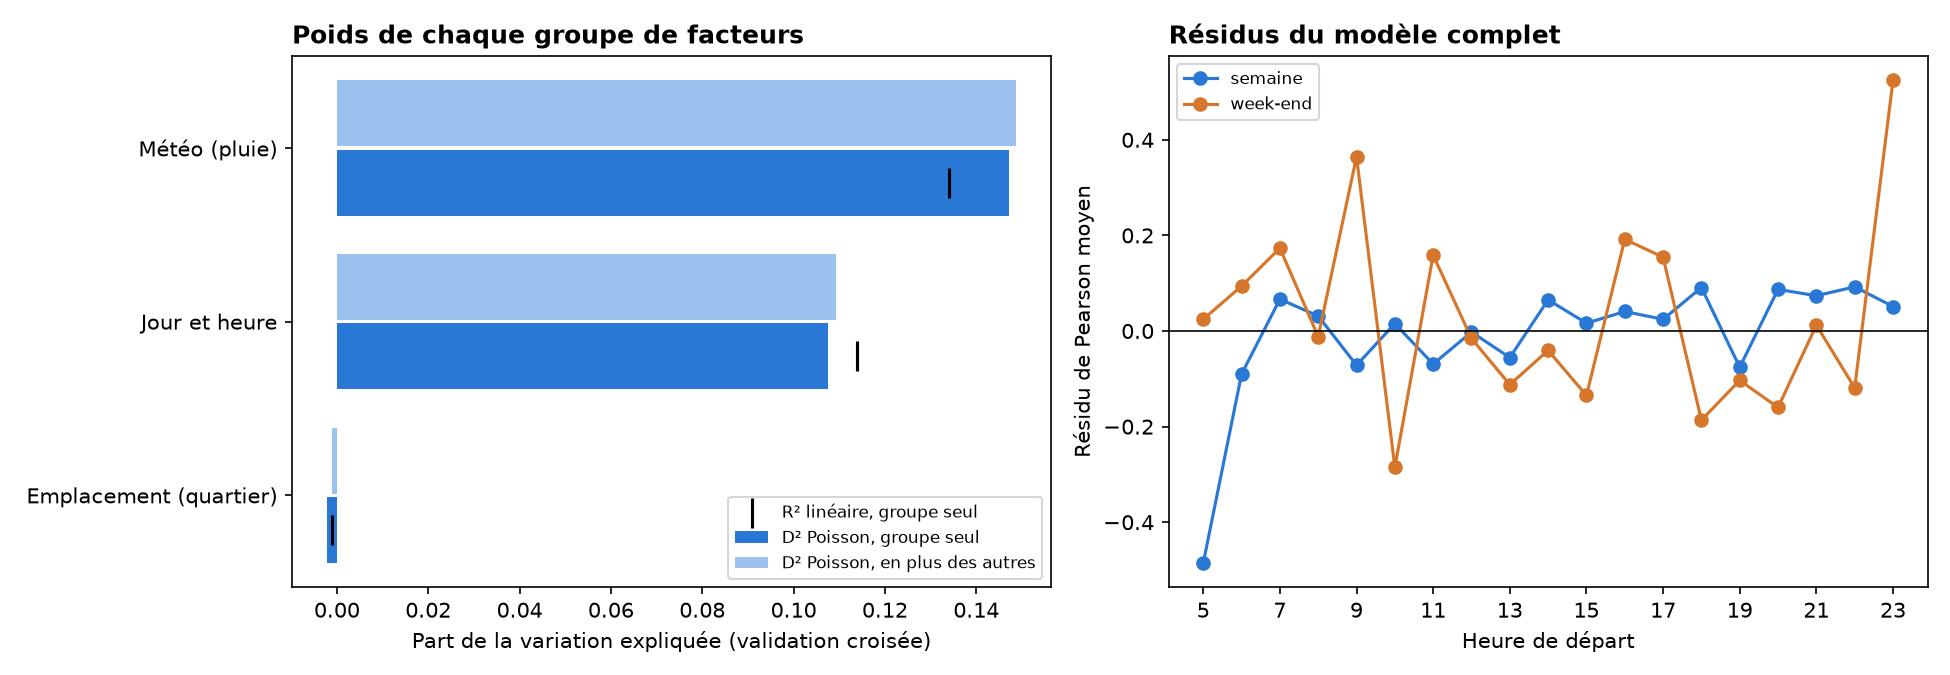 Poids de chaque groupe de facteurs
Météo (pluie)
Jour et heure
Emplacement (quartier)
R² linéaire, groupe seul
D² Poisson, groupe seul
D² Poisson, en plus des autres
0.00 0.02 0.04 0.06 0.08 0.10 0.12 0.14
Part de la variation expliquée (validation croisée)
Résidus du modèle complet
semaine
week-end
Résidu de Pearson moyen
0.4
0.2
0.0
−0.2
−0.4
5 7 9 11 13 15 17 19 21 23
Heure de départ